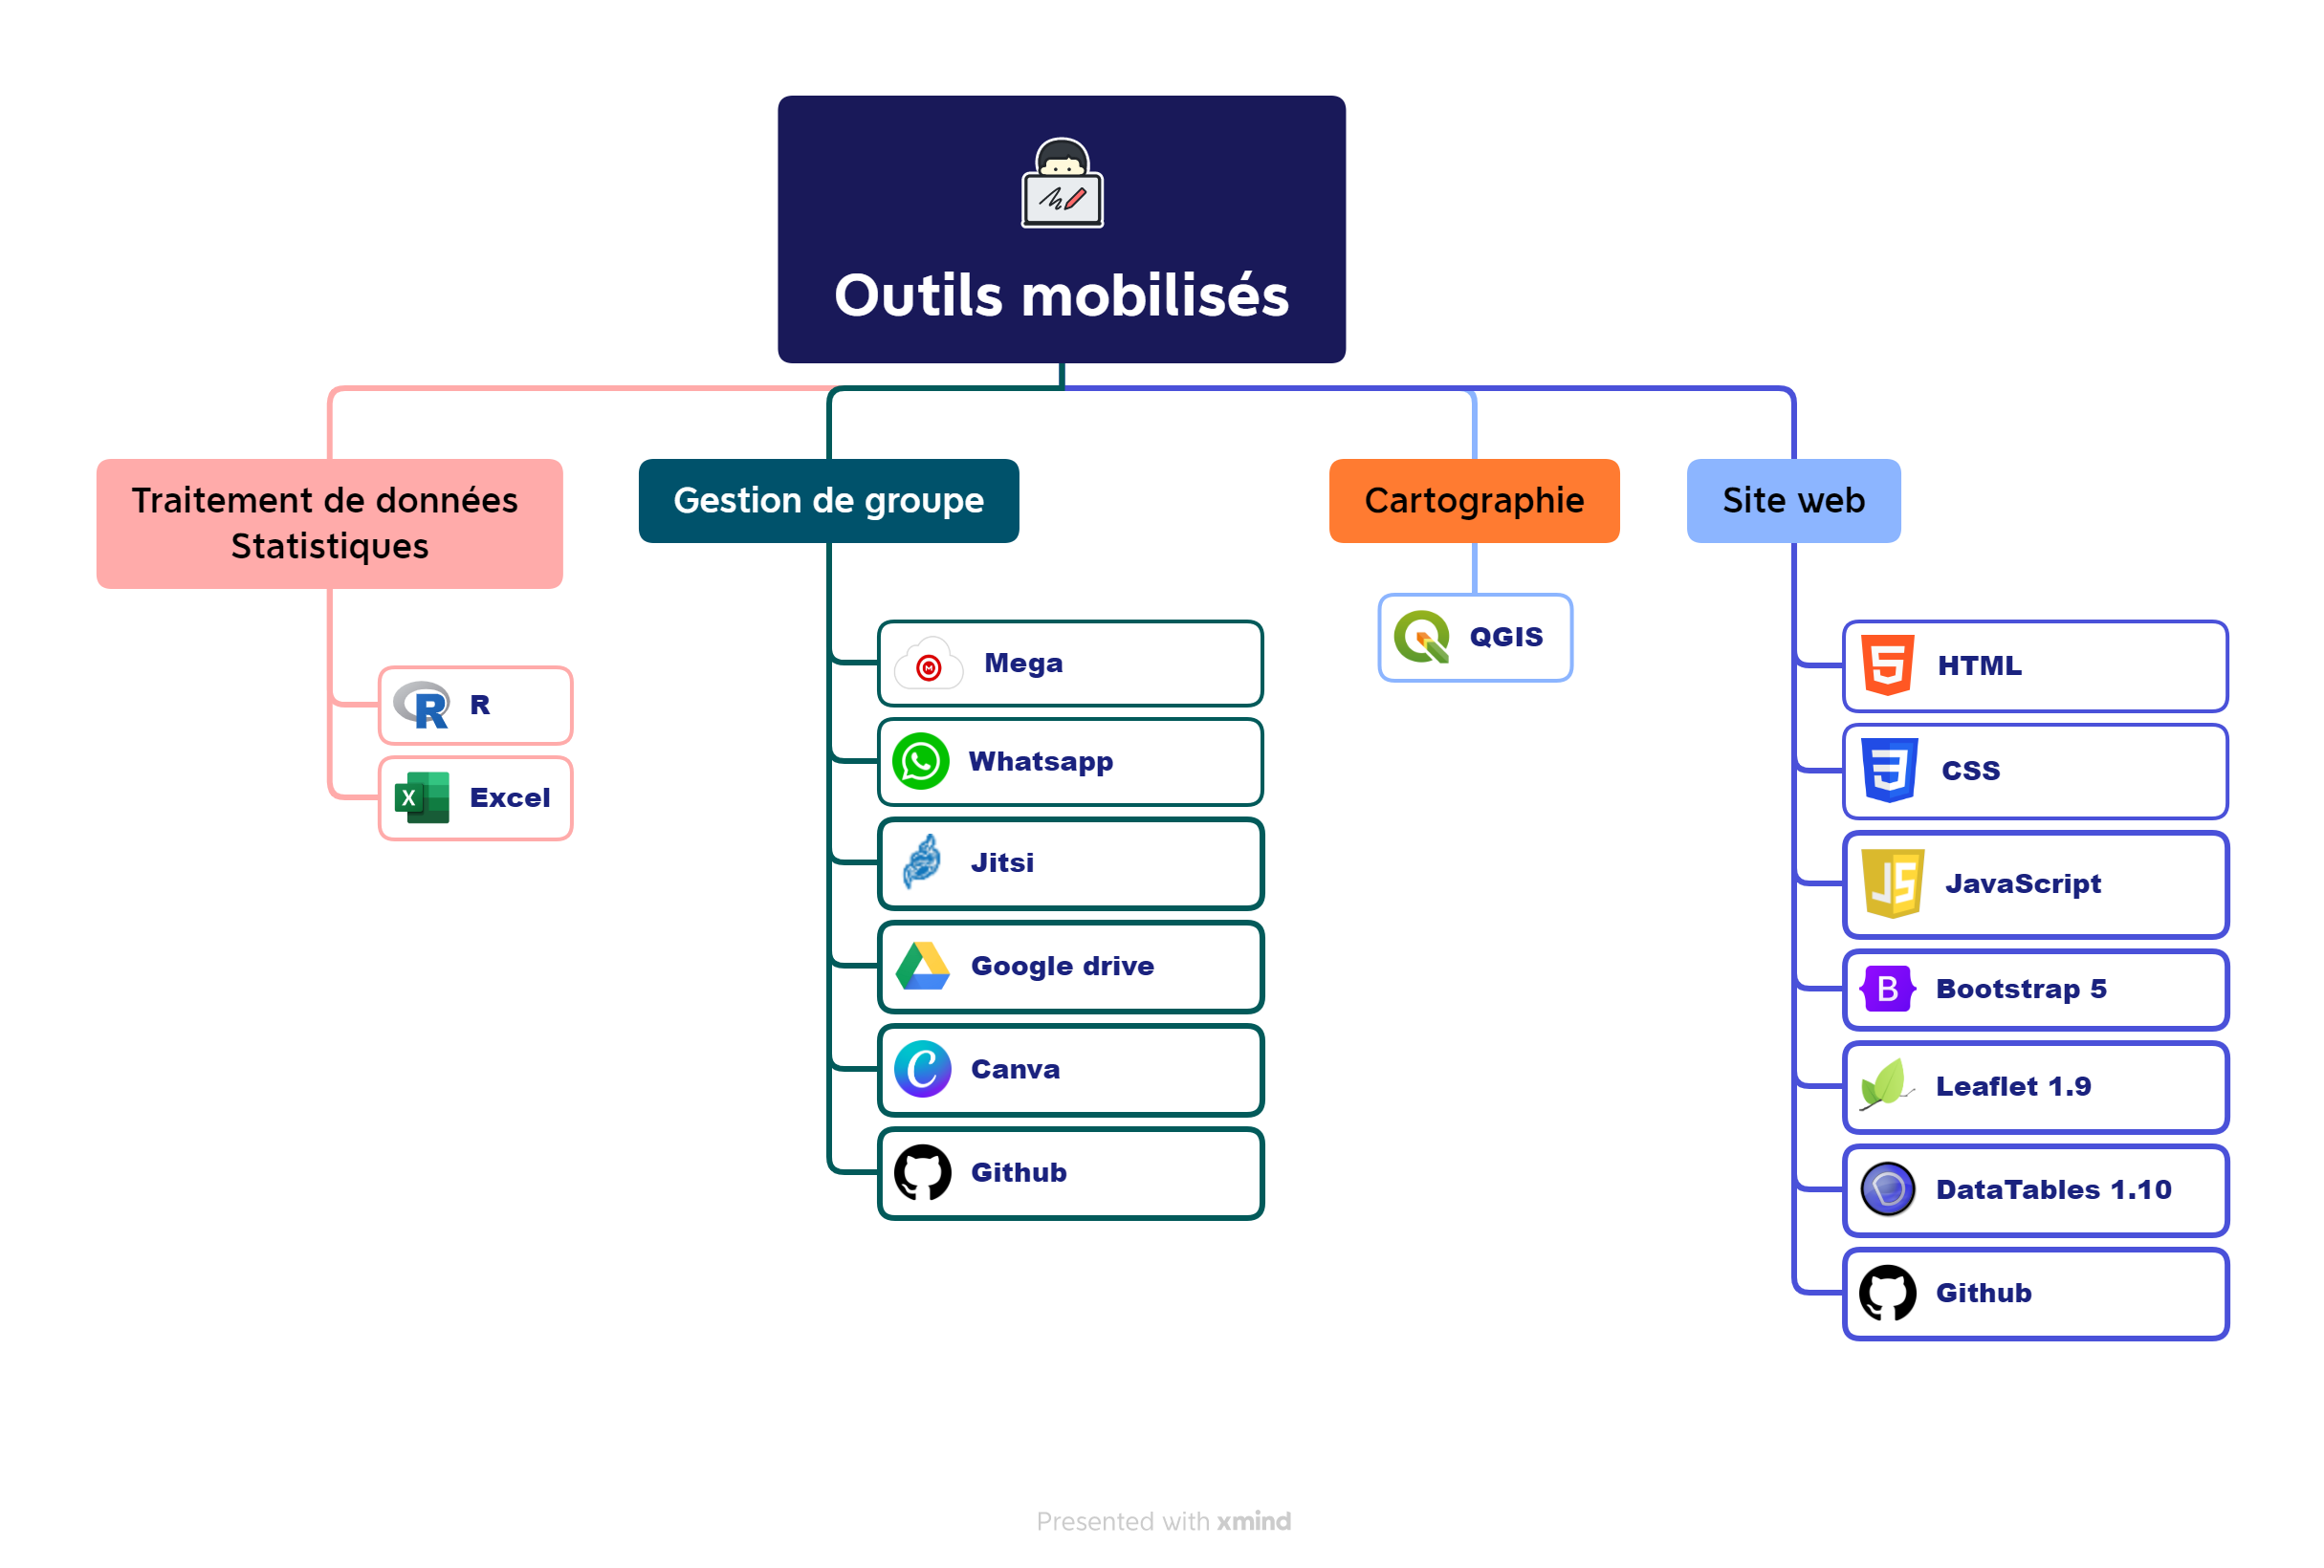 Outils mobilisés
Traitement de données
Statistiques
R
Excel
Gestion de groupe
Mega
Whatsapp
Jitsi
Google drive
Canva
Github
Cartographie
QGIS
Site web
HTML
CSS
JavaScript
Bootstrap 5
Leaflet 1.9
DataTables 1.10
Github
Presented with xmind